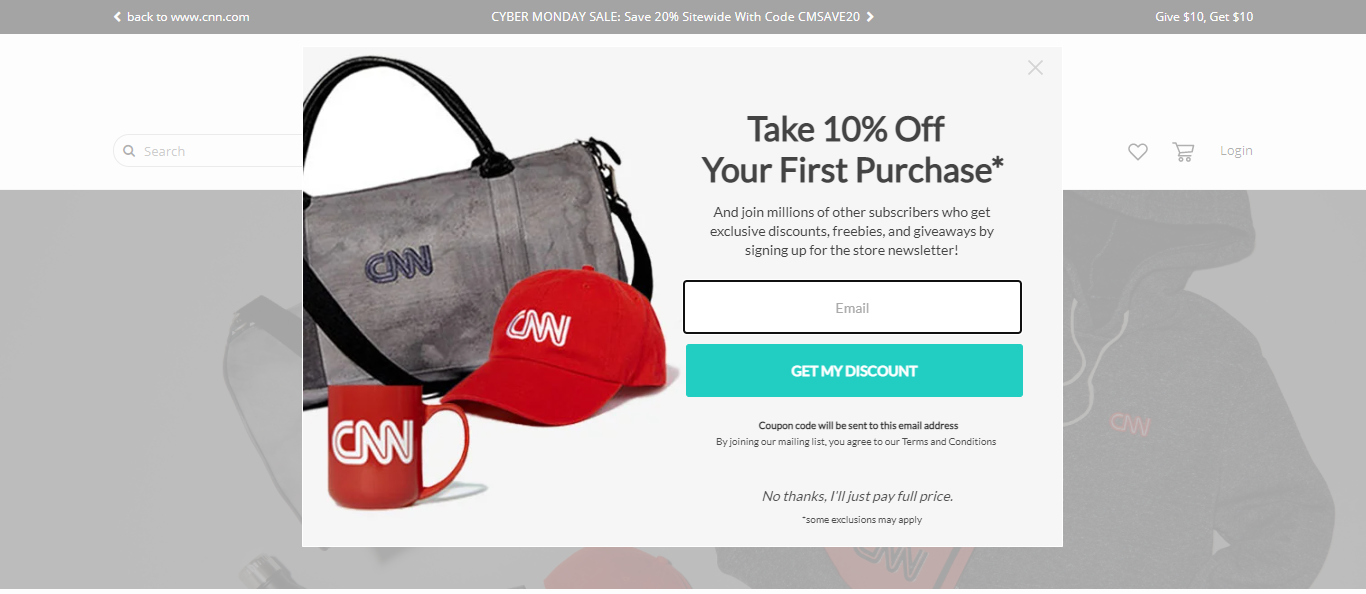 back to www.cnn.com
CYBER MONDAY SALE: Save 20% Sitewide With Code CMSAVE20
Give $10, Get $10
Search
Login
Take 10% Off
Your First Purchase*
And join millions of other subscribers who get
exclusive discounts, freebies, and giveaways by
signing up for the store newsletter!
Email
GET MY DISCOUNT
Coupon code will be sent to this email address
By joining our mailing list, you agree to our Terms and Conditions
No thanks, I'll just pay full price.
*some exclusions may apply
CNN
CNN
CNN
CNN
CNN